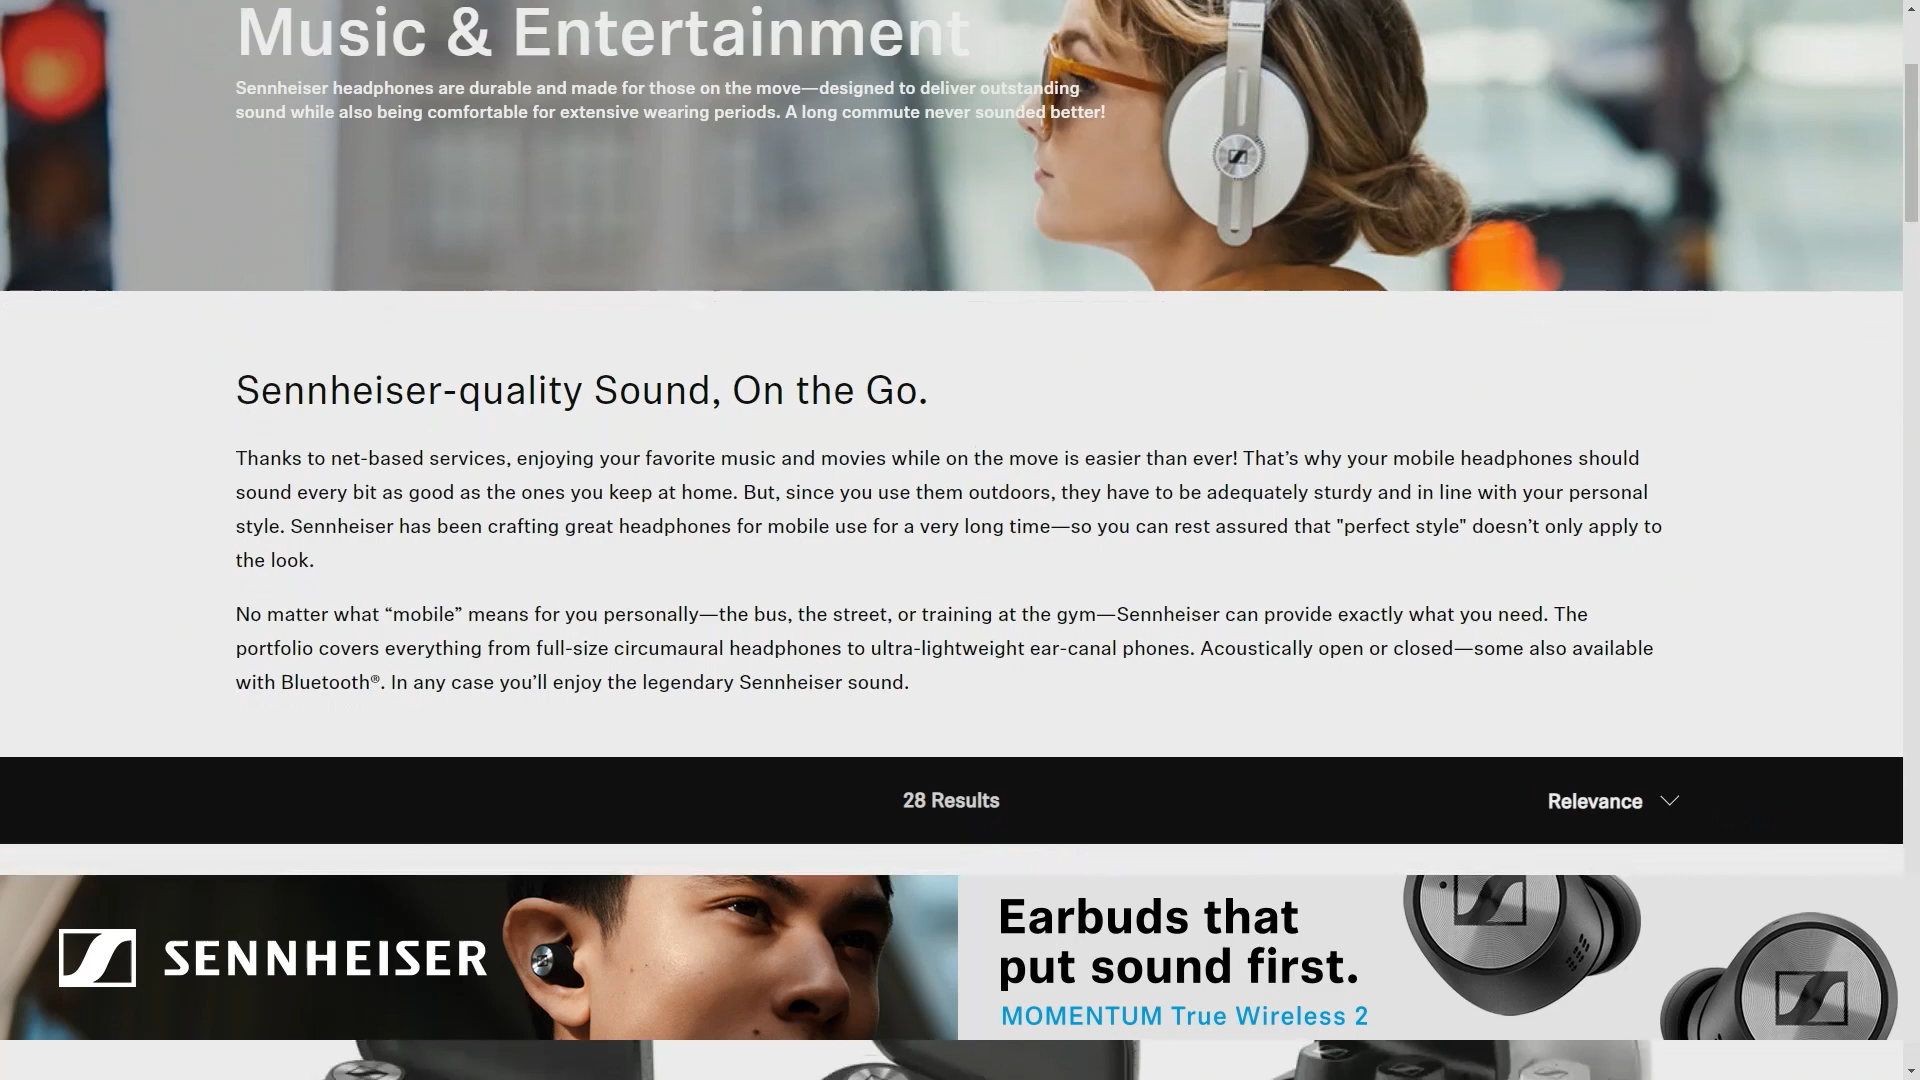 Music & Entertainment
Sennheiser headphones are durable and made for those on the move—designed to deliver outstanding
sound while also being comfortable for extensive wearing periods. A long commute never sounded better!
Sennheiser-quality Sound, On the Go.
Thanks to net-based services, enjoying your favorite music and movies while on the move is easier than ever! That’s why your mobile headphones should
sound every bit as good as the ones you keep at home. But, since you use them outdoors, they have to be adequately sturdy and in line with your personal
style. Sennheiser has been crafting great headphones for mobile use for a very long time—so you can rest assured that "perfect style" doesn’t only apply to
the look.
No matter what “mobile” means for you personally—the bus, the street, or training at the gym—Sennheiser can provide exactly what you need. The
portfolio covers everything from full-size circumaural headphones to ultra-lightweight ear-canal phones. Acoustically open or closed—some also available
with Bluetooth®. In any case you’ll enjoy the legendary Sennheiser sound.
28 Results
Relevance
SENNHEISER
Earbuds that
put sound first.
MOMENTUM True Wireless 2